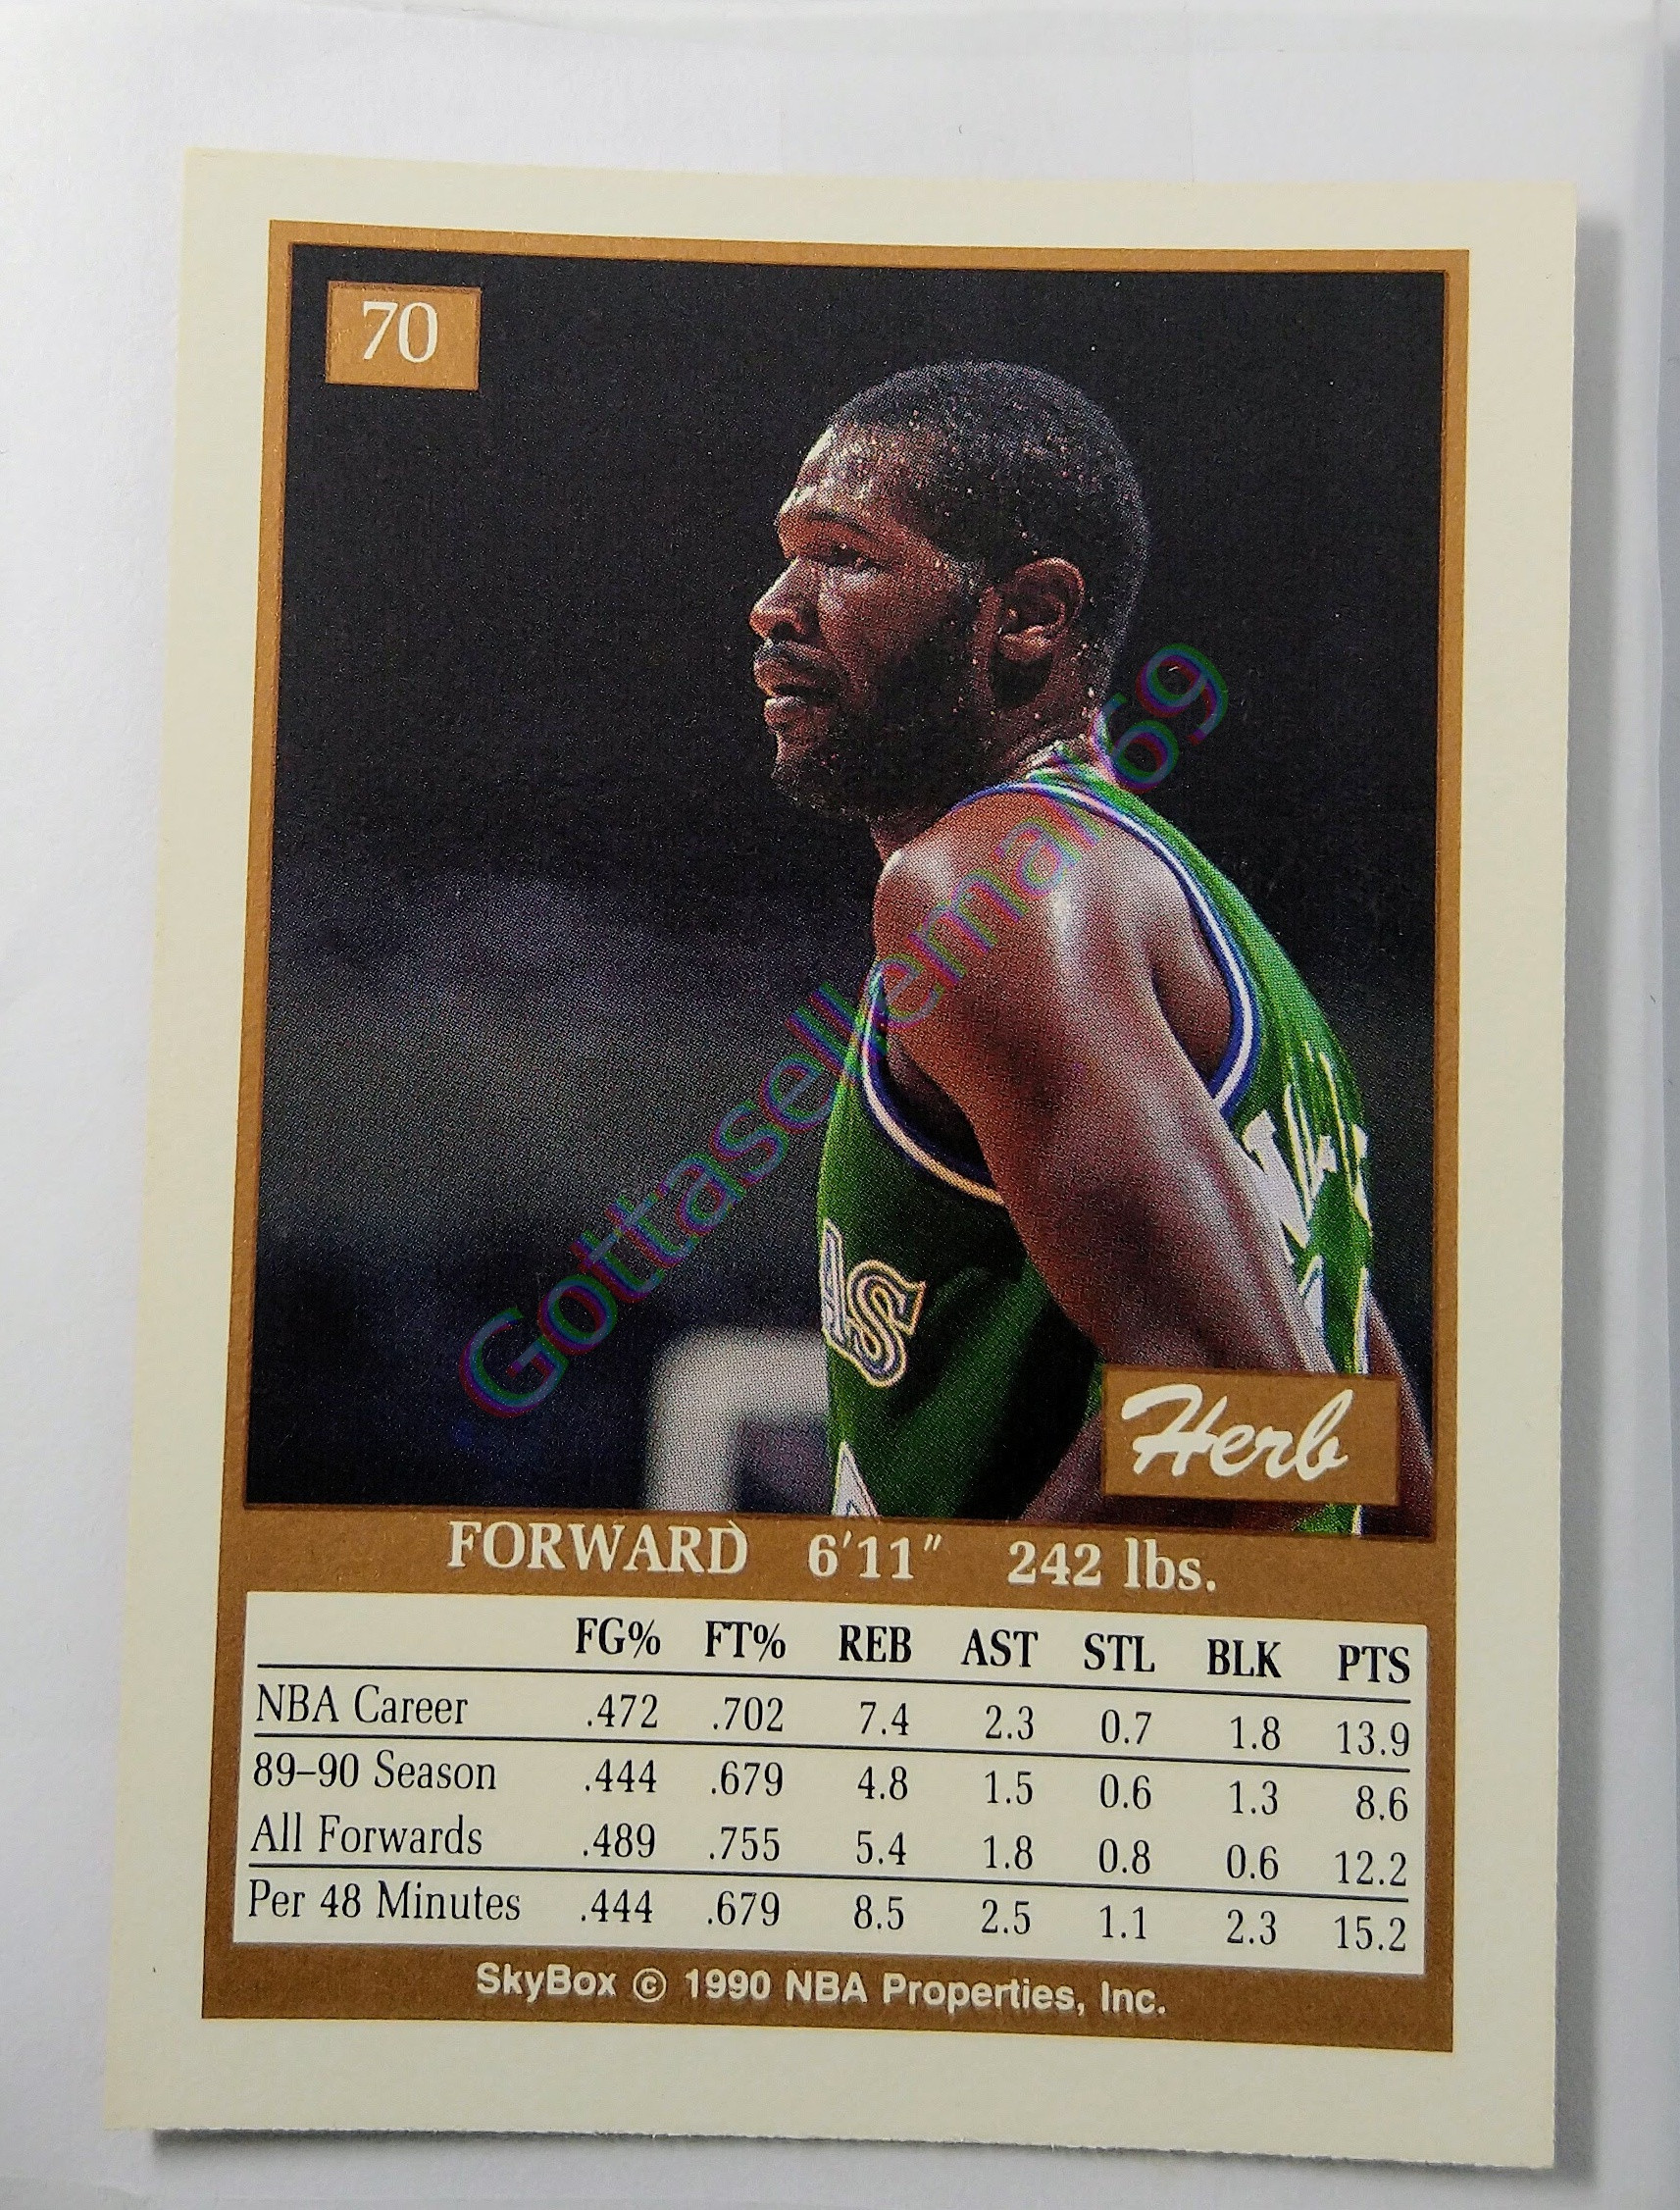 70
Gottasellemall69
AS
Herb
FORWARD 6'11" 242 lbs.
FG% FT% REB AST STL BLK PTS
NBA Career .472 .702 7.4 2.3 0.7 1.8 13.9
89–90 Season .444 .679 4.8 1.5 0.6 1.3 8.6
All Forwards .489 .755 5.4 1.8 0.8 0.6 12.2
Per 48 Minutes .444 .679 8.5 2.5 1.1 2.3 15.2
SkyBox © 1990 NBA Properties, Inc.